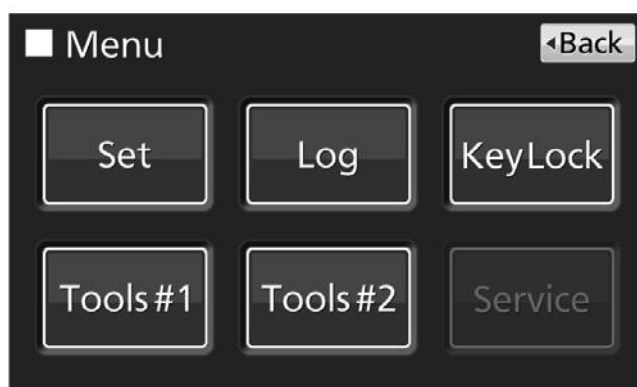 Menu
◂Back
Set
Log
KeyLock
Tools#1
Tools#2
Service